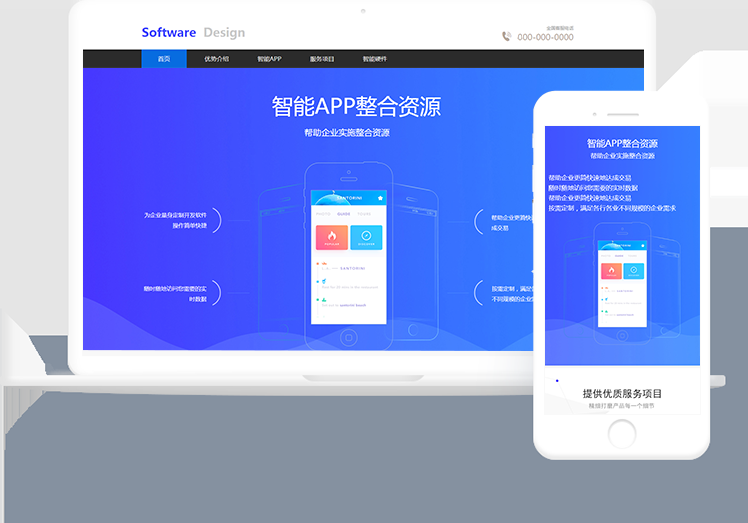 Software Design
全国客服电话
000-000-0000
首页 优势介绍 智能APP 服务项目 智能硬件
智能APP整合资源
帮助企业实施整合资源
为企业量身定制开发软件
操作简单快捷
随时随地访问您需要的实
时数据
帮助企业更简快
成交易
按需定制，满足
不同规模的企业
SANTORINI
智能APP整合资源
帮助企业实施整合资源
帮助企业更简快速地达成交易
随时随地访问您需要的实时数据
帮助企业更简快速地达成交易
按需定制，满足各行各业不同规模的企业需求
提供优质服务项目
精细打磨产品每一个细节